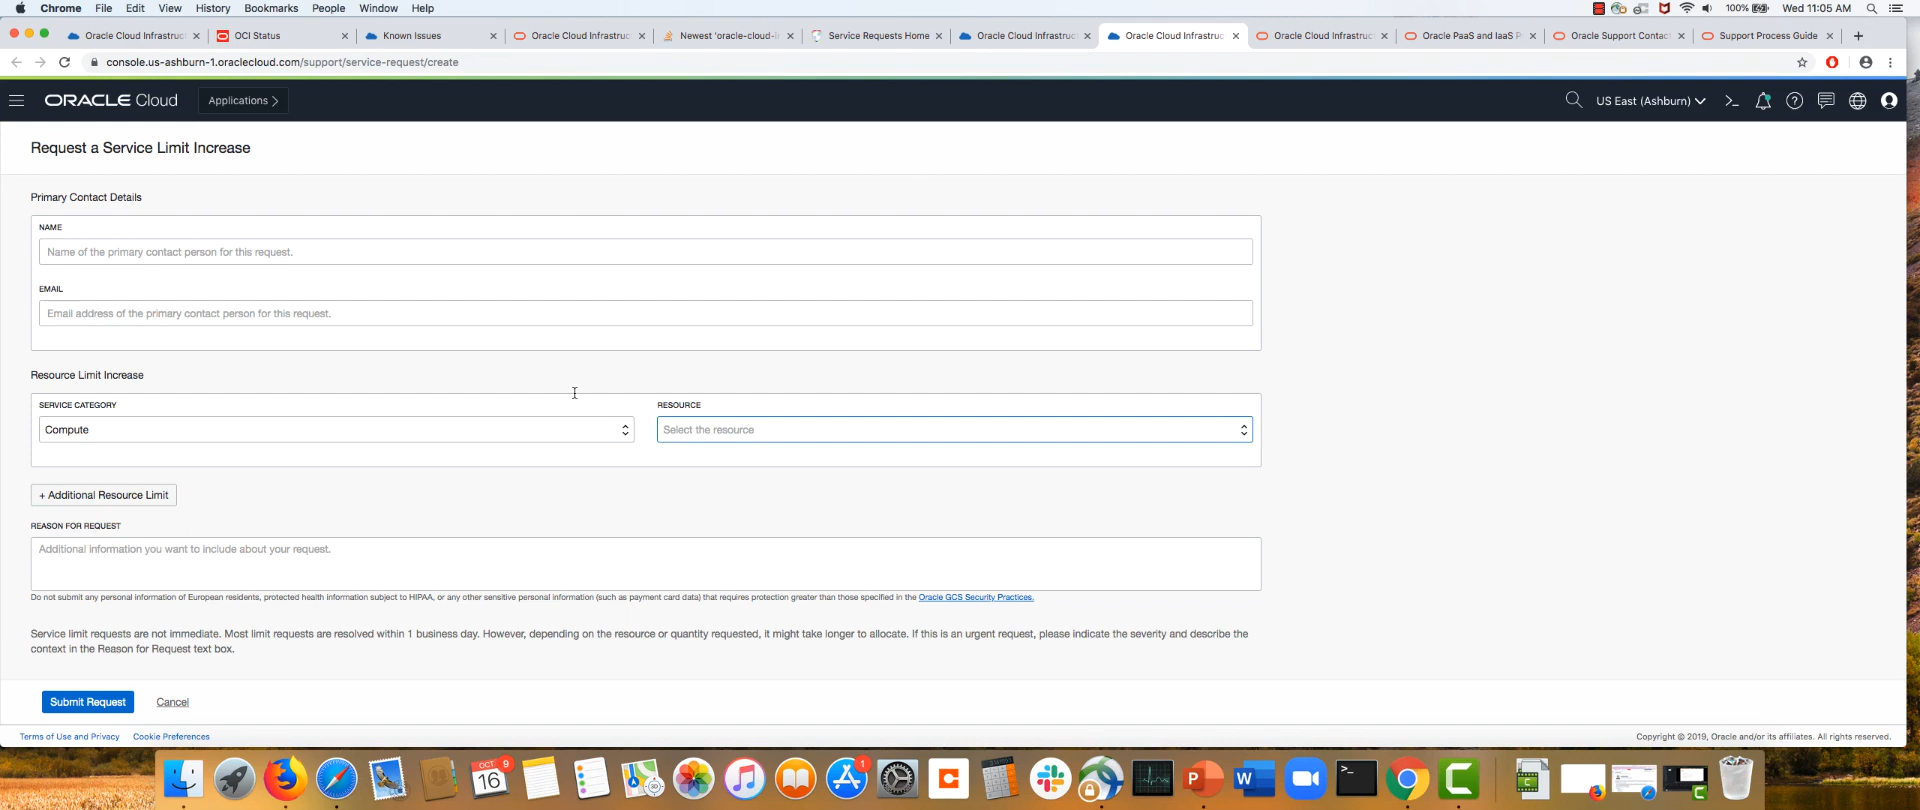 Chrome File Edit View History Bookmarks People Window Help 100% Wed 11:05 AM
Oracle Cloud Infrastruc OCI Status Known Issues Oracle Cloud Infrastruc Newest 'oracle-cloud-i Service Requests Home Oracle Cloud Infrastruc Oracle Cloud Infrastruc Oracle Cloud Infrastruc Oracle PaaS and IaaS P Oracle Support Contact Support Process Guide
console.us-ashburn-1.oraclecloud.com/support/service-request/create
ORACLE Cloud Applications US East (Ashburn)
Request a Service Limit Increase
Primary Contact Details
NAME
Name of the primary contact person for this request.
EMAIL
Email address of the primary contact person for this request.
Resource Limit Increase
SERVICE CATEGORY RESOURCE
Compute Select the resource
+ Additional Resource Limit
REASON FOR REQUEST
Additional information you want to include about your request.
Do not submit any personal information of European residents, protected health information subject to HIPAA, or any other sensitive personal information (such as payment card data) that requires protection greater than those specified in the Oracle GCS Security Practices.
Service limit requests are not immediate. Most limit requests are resolved within 1 business day. However, depending on the resource or quantity requested, it might take longer to allocate. If this is an urgent request, please indicate the severity and describe the
context in the Reason for Request text box.
Submit Request Cancel
Terms of Use and Privacy Cookie Preferences Copyright © 2019, Oracle and/or its affiliates. All rights reserved.
OCT 9
16
1